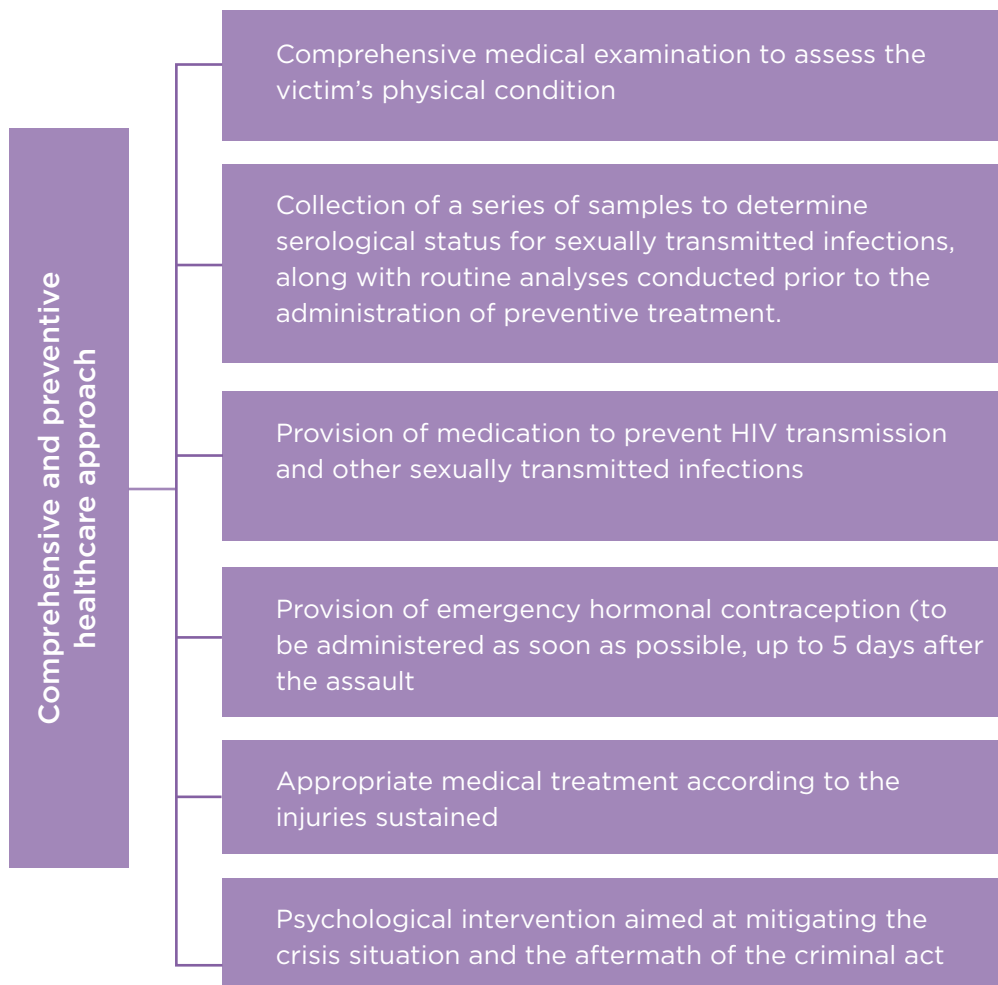 Comprehensive and preventive
healthcare approach
Comprehensive medical examination to assess the
victim’s physical condition
Collection of a series of samples to determine
serological status for sexually transmitted infections,
along with routine analyses conducted prior to the
administration of preventive treatment.
Provision of medication to prevent HIV transmission
and other sexually transmitted infections
Provision of emergency hormonal contraception (to
be administered as soon as possible, up to 5 days after
the assault
Appropriate medical treatment according to the
injuries sustained
Psychological intervention aimed at mitigating the
crisis situation and the aftermath of the criminal act